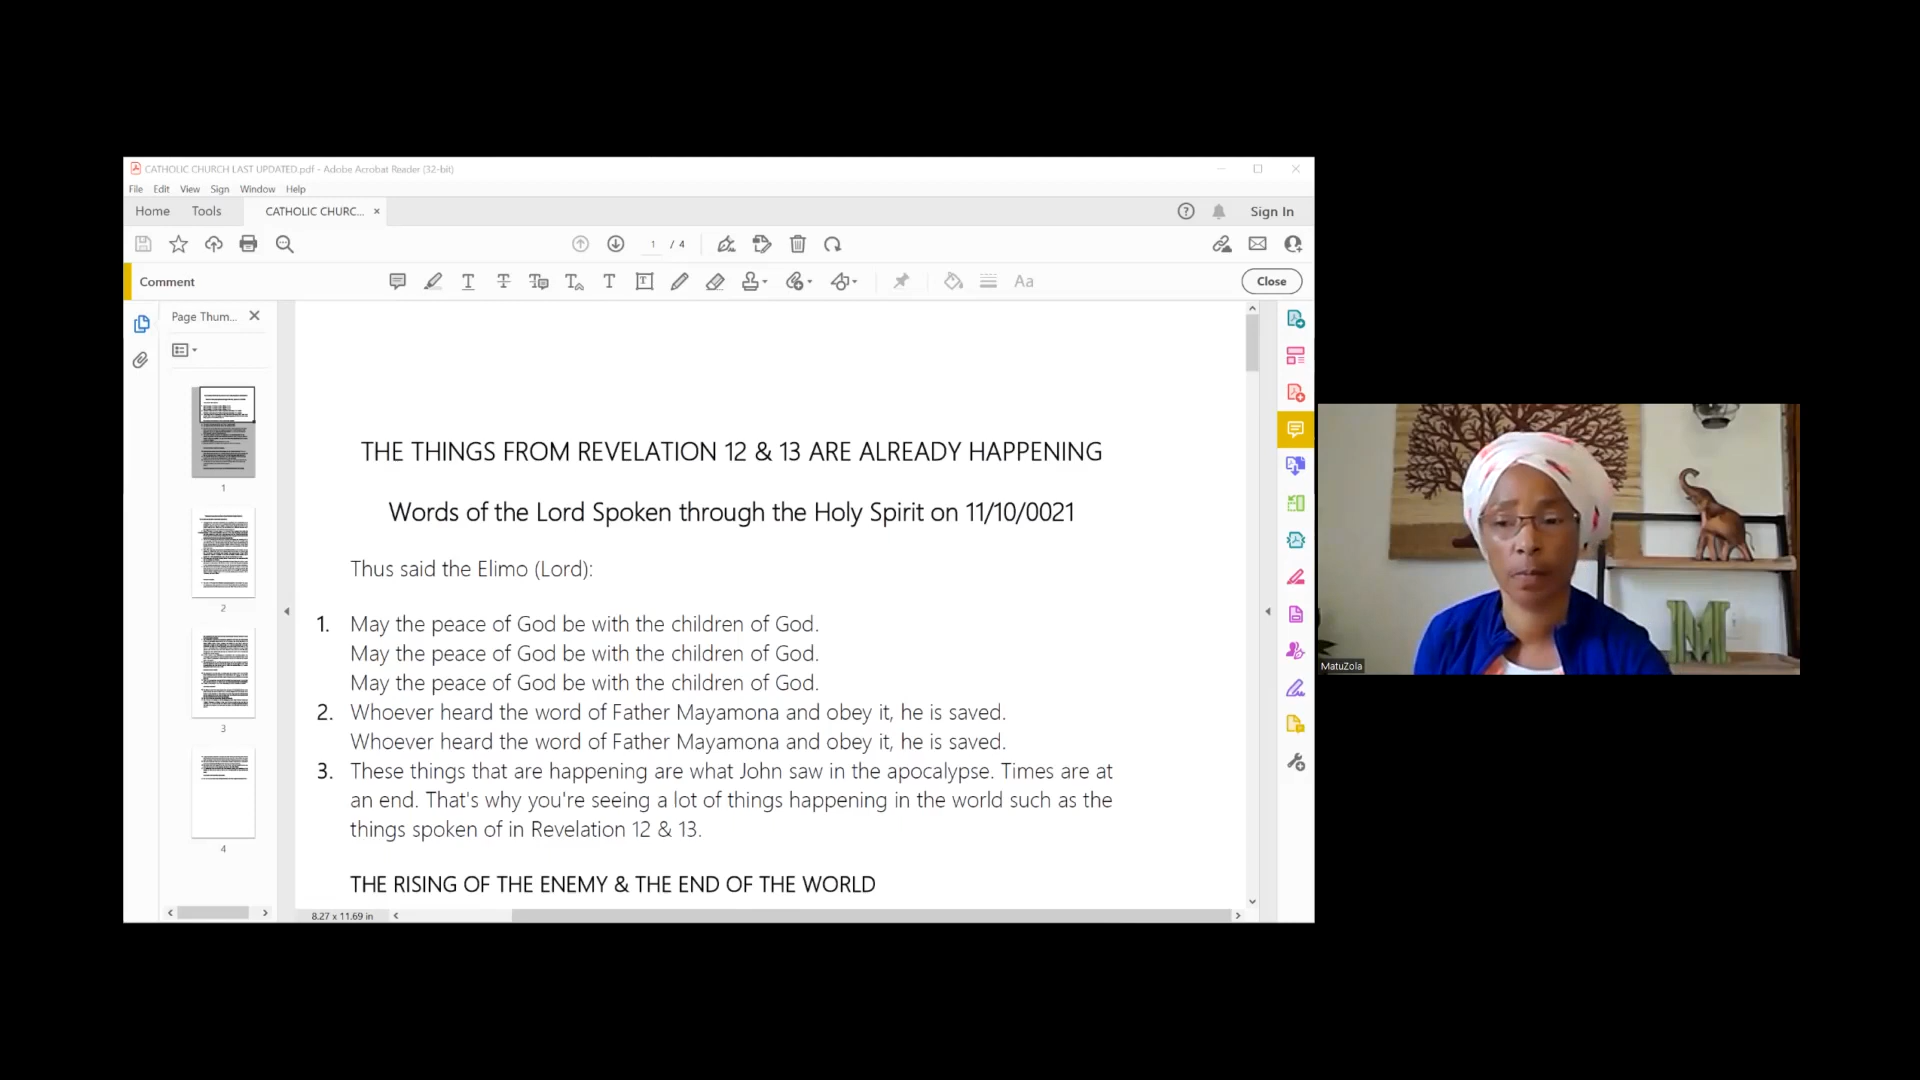 CATHOLIC CHURCH LAST UPDATED.pdf - Adobe Acrobat Reader (32-bit)
File Edit View Sign Window Help
Home Tools CATHOLIC CHURC... × Sign In
1 / 4
Comment Close
Page Thum...
THE THINGS FROM REVELATION 12 & 13 ARE ALREADY HAPPENING
Words of the Lord Spoken through the Holy Spirit on 11/10/0021
Thus said the Elimo (Lord):
1. May the peace of God be with the children of God.
May the peace of God be with the children of God.
May the peace of God be with the children of God.
2. Whoever heard the word of Father Mayamona and obey it, he is saved.
Whoever heard the word of Father Mayamona and obey it, he is saved.
3. These things that are happening are what John saw in the apocalypse. Times are at
an end. That's why you're seeing a lot of things happening in the world such as the
things spoken of in Revelation 12 & 13.
THE RISING OF THE ENEMY & THE END OF THE WORLD
1
2
3
4
8.27 x 11.69 in
M
MatuZola